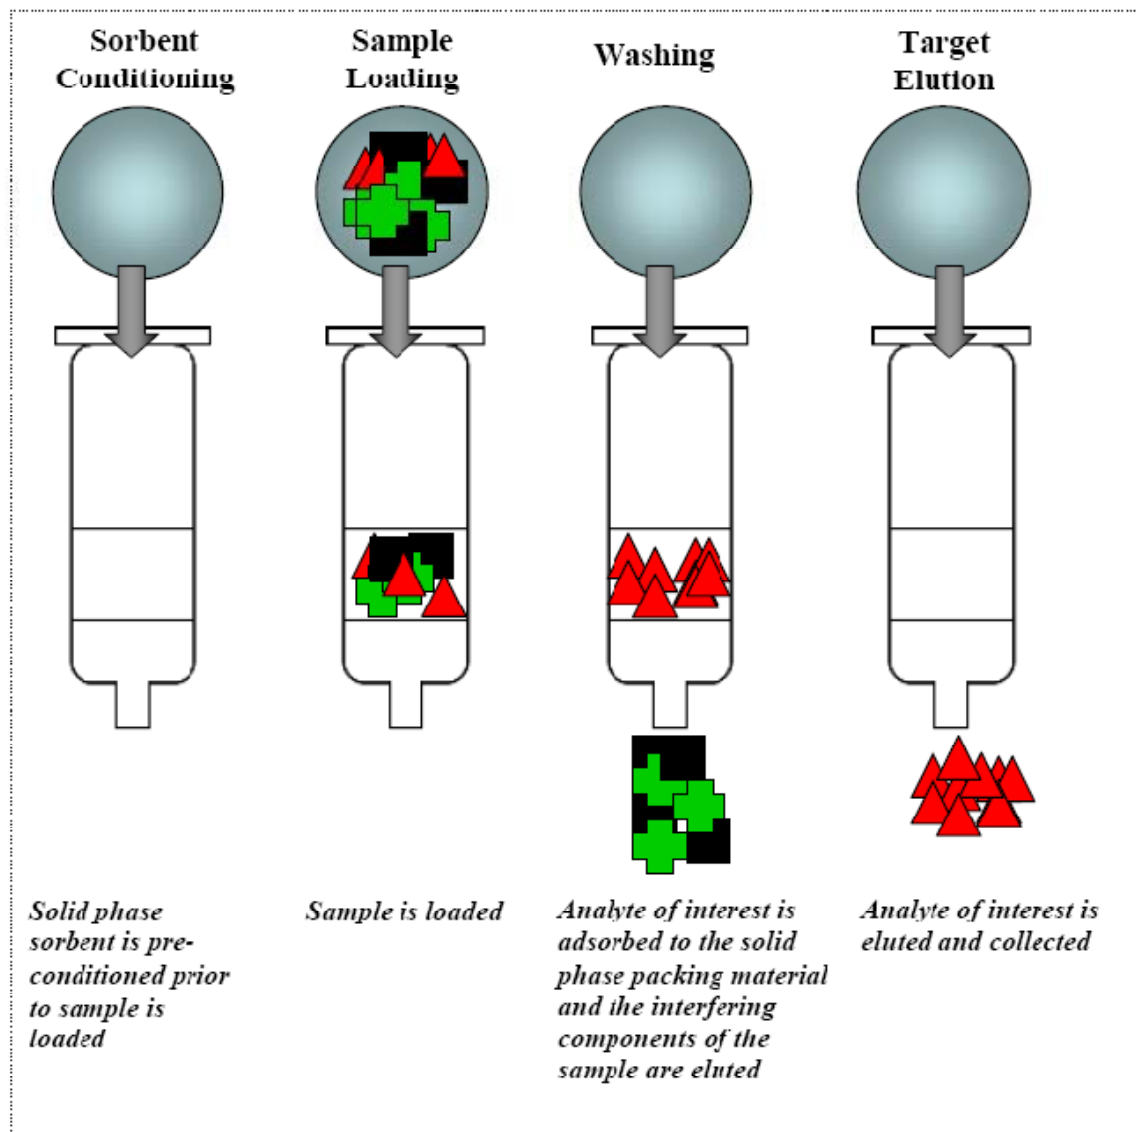 Sorbent
Conditioning
Sample
Loading
Washing
Target
Elution
Solid phase
sorbent is pre-
conditioned prior
to sample is
loaded
Sample is loaded
Analyte of interest is
adsorbed to the solid
phase packing material
and the interfering
components of the
sample are eluted
Analyte of interest is
eluted and collected